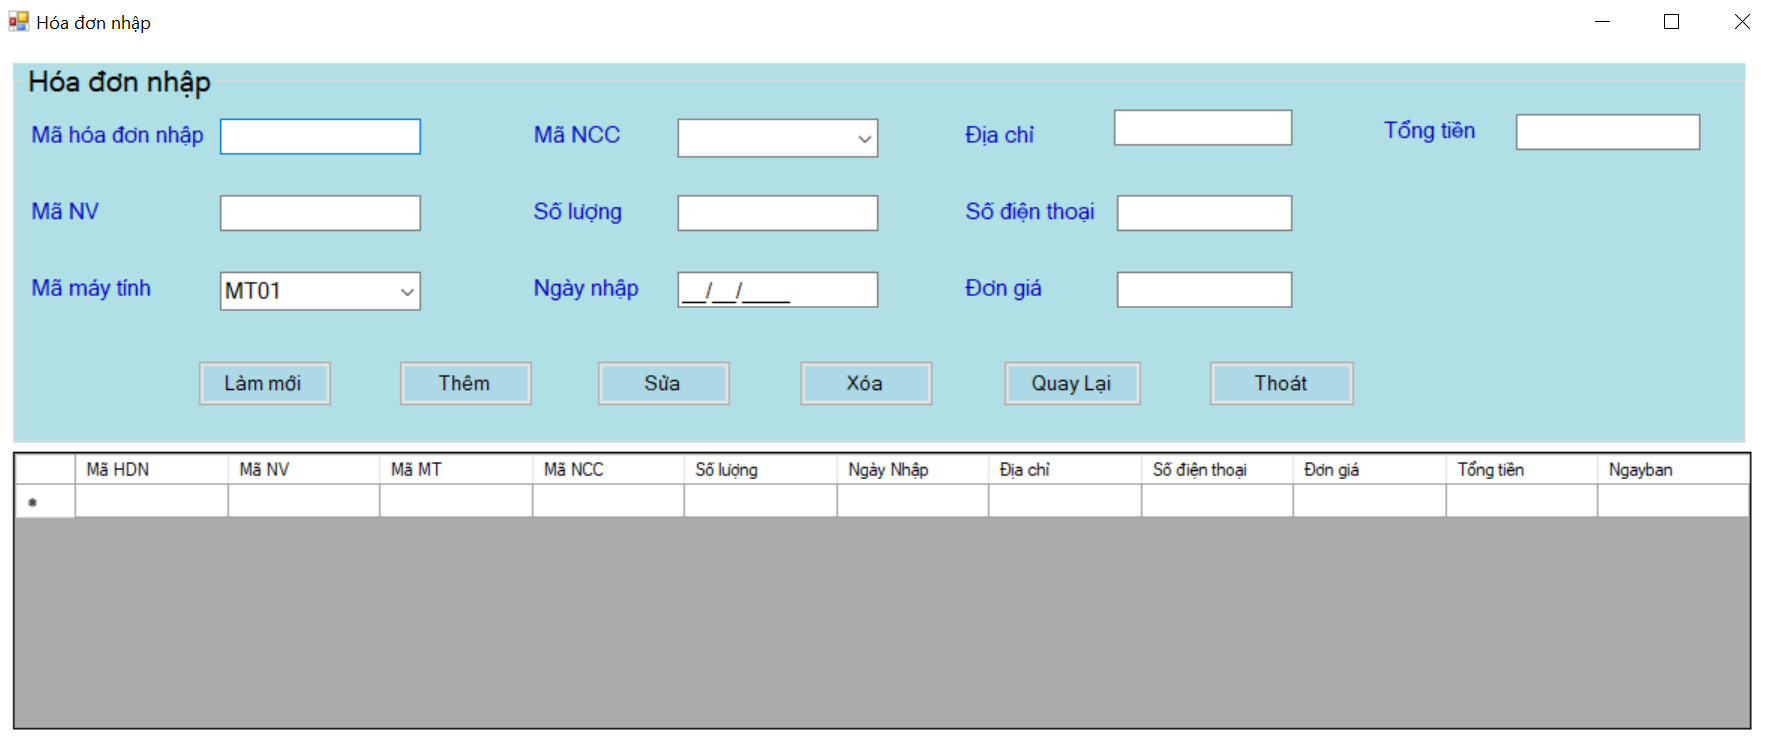 Hóa đơn nhập
Hóa đơn nhập
Mã hóa đơn nhập Mã NCC Địa chỉ Tổng tiền
Mã NV Số lượng Số điện thoại
Mã máy tính MT01 Ngày nhập __/__/____ Đơn giá
Làm mới Thêm Sửa Xóa Quay Lại Thoát
Mã HDN Mã NV Mã MT Mã NCC Số lượng Ngày Nhập Địa chỉ Số điện thoại Đơn giá Tổng tiền Ngayban